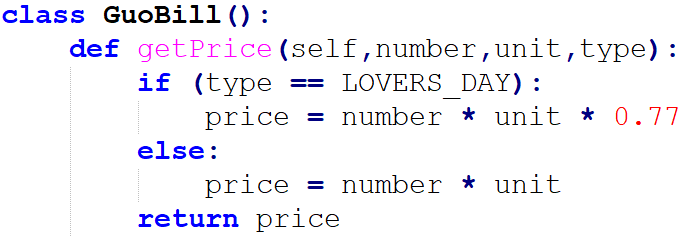 class GuoBill():
    def getPrice(self,number,unit,type):
        if (type == LOVERS_DAY):
            price = number * unit * 0.77
        else:
            price = number * unit
        return price